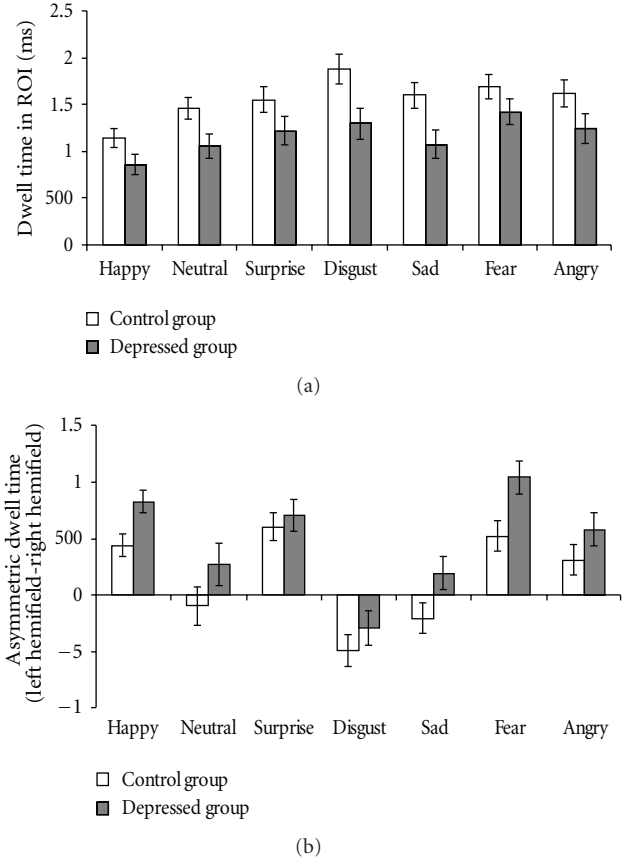 Dwell time in ROI (ms)
2.5
2
1.5
1
500
0
Happy Neutral Surprise Disgust Sad Fear Angry
Control group
Depressed group
(a)
Asymmetric dwell time
(left hemifield-right hemifield)
1.5
1
500
0
−5
−1
Happy Neutral Surprise Disgust Sad Fear Angry
Control group
Depressed group
(b)